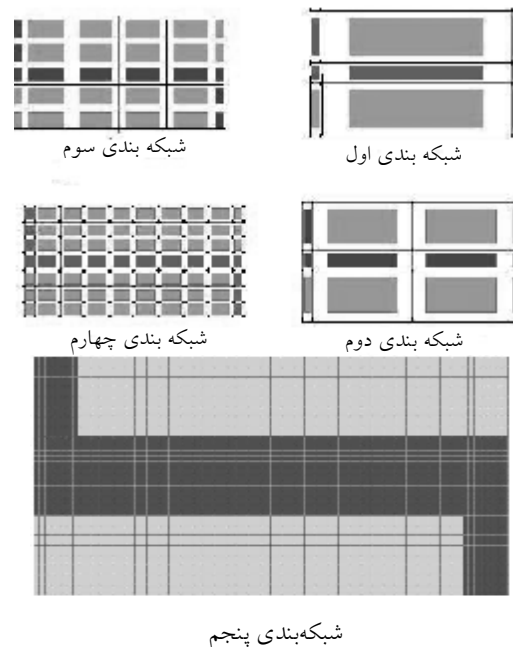 شبکه بندی اول
شبکه بندی سوم
شبکه بندی دوم
شبکه بندی چهارم
شبکه‌بندی پنجم